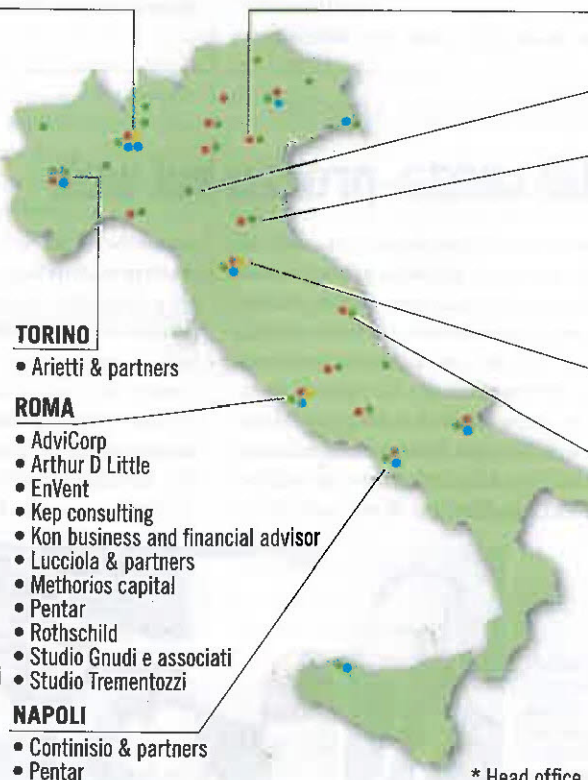 TORINO
• Arietti & partners
ROMA
• AdviCorp
• Arthur D Little
• EnVent
• Kep consulting
• Kon business and financial advisor
• Lucciola & partners
• Methorios capital
• Pentar
• Rothschild
• Studio Gnudi e associati
• Studio Trementozzi
NAPOLI
• Continisio & partners
• Pentar
* Head office